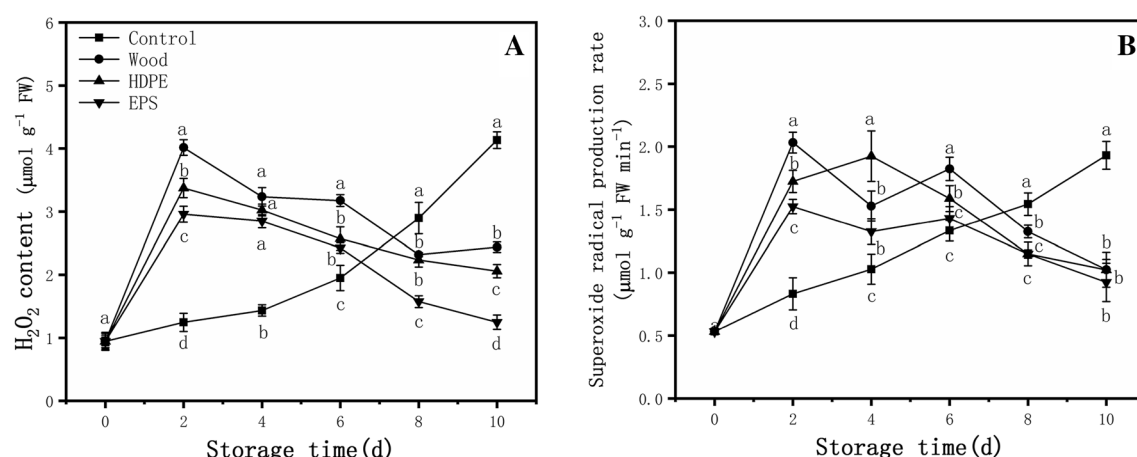 A
Control
Wood
HDPE
EPS
H₂O₂ content (μmol g⁻¹ FW)
6
5
4
3
2
1
0
a
a
b
c
d
a
a
a
b
a
b
b
c
a
b
b
c
a
b
c
d
0 2 4 6 8 10
Storage time(d)
B
Superoxide radical production rate
(μmol g⁻¹ FW min⁻¹)
3.0
2.5
2.0
1.5
1.0
0.5
0.0
a
a
b
c
d
a
b
b
c
a
b
c
c
a
b
c
c
a
b
b
b
0 2 4 6 8 10
Storage time(d)